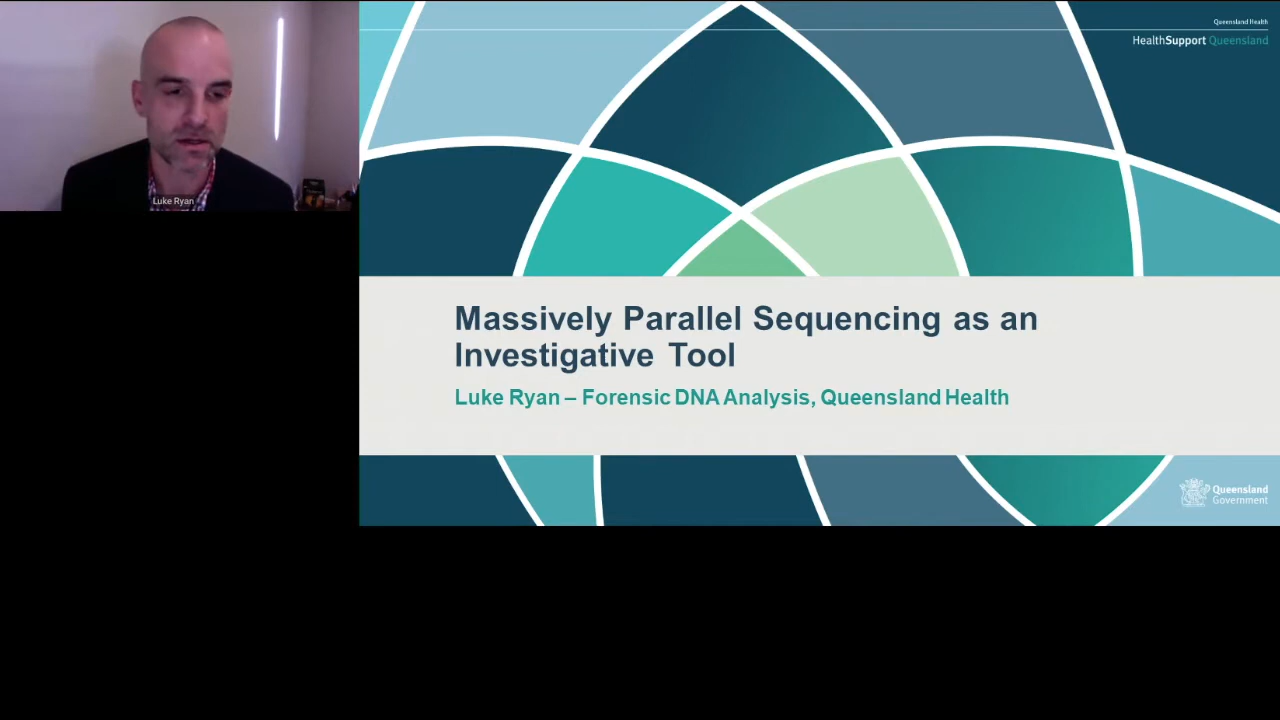 Luke Ryan
Queensland Health
HealthSupport Queensland
Massively Parallel Sequencing as an
Investigative Tool
Luke Ryan – Forensic DNA Analysis, Queensland Health
Queensland
Government